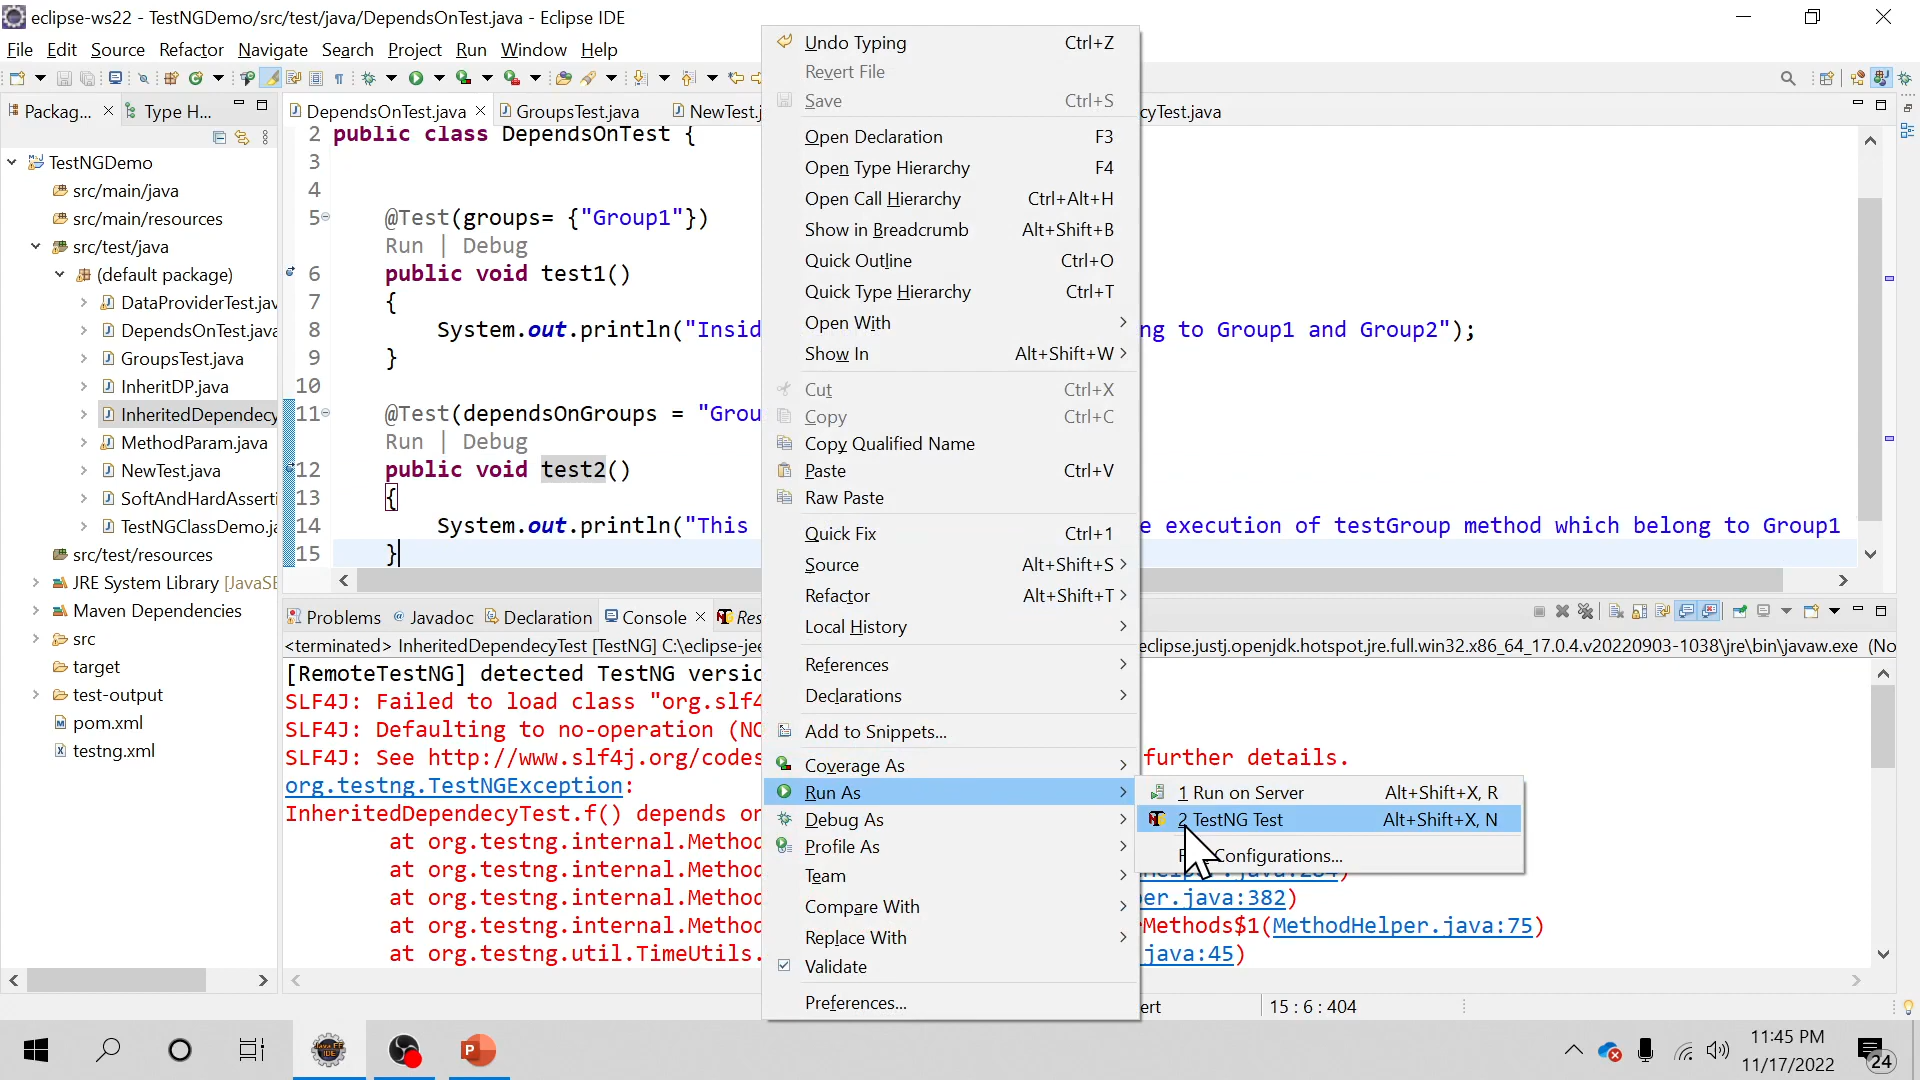 eclipse-ws22 - TestNGDemo/src/test/java/DependsOnTest.java - Eclipse IDE
File Edit Source Refactor Navigate Search Project Run Window Help
Packag... Type H...
DependsOnTest.java GroupsTest.java NewTest.j cyTest.java
TestNGDemo
src/main/java
src/main/resources
src/test/java
(default package)
DataProviderTest.jav
DependsOnTest.java
GroupsTest.java
InheritDP.java
InheritedDependecy
MethodParam.java
NewTest.java
SoftAndHardAsserti
TestNGClassDemo.ja
src/test/resources
JRE System Library [JavaSE
Maven Dependencies
src
target
test-output
pom.xml
testng.xml
2 public class DependsOnTest {
3
4
5 @Test(groups= {"Group1"})
Run | Debug
6 public void test1()
7 {
8 System.out.println("Insid ng to Group1 and Group2");
9 }
10
11 @Test(dependsOnGroups = "Grou
Run | Debug
12 public void test2()
13 {
14 System.out.println("This e execution of testGroup method which belong to Group1
15 }
Undo Typing Ctrl+Z
Revert File
Save Ctrl+S
Open Declaration F3
Open Type Hierarchy F4
Open Call Hierarchy Ctrl+Alt+H
Show in Breadcrumb Alt+Shift+B
Quick Outline Ctrl+O
Quick Type Hierarchy Ctrl+T
Open With
Show In Alt+Shift+W
Cut Ctrl+X
Copy Ctrl+C
Copy Qualified Name
Paste Ctrl+V
Raw Paste
Quick Fix Ctrl+1
Source Alt+Shift+S
Refactor Alt+Shift+T
Local History
References
Declarations
Add to Snippets...
Coverage As
Run As
Debug As
Profile As
Team
Compare With
Replace With
Validate
Preferences...
1 Run on Server Alt+Shift+X, R
2 TestNG Test Alt+Shift+X, N
Configurations...
Problems Javadoc Declaration Console Res
<terminated> InheritedDependecyTest [TestNG] C:\eclipse-jee eclipse.justj.openjdk.hotspot.jre.full.win32.x86_64_17.0.4.v20220903-1038\jre\bin\javaw.exe (No
[RemoteTestNG] detected TestNG versio
SLF4J: Failed to load class "org.slf4
SLF4J: Defaulting to no-operation (NO
SLF4J: See http://www.slf4j.org/codes further details.
org.testng.TestNGException:
InheritedDependecyTest.f() depends on
at org.testng.internal.Method
at org.testng.internal.Method er.java:382)
at org.testng.internal.Method rMethods$1(MethodHelper.java:75)
at org.testng.util.TimeUtils. java:45)
ert 15 : 6 : 404
11:45 PM
11/17/2022
24